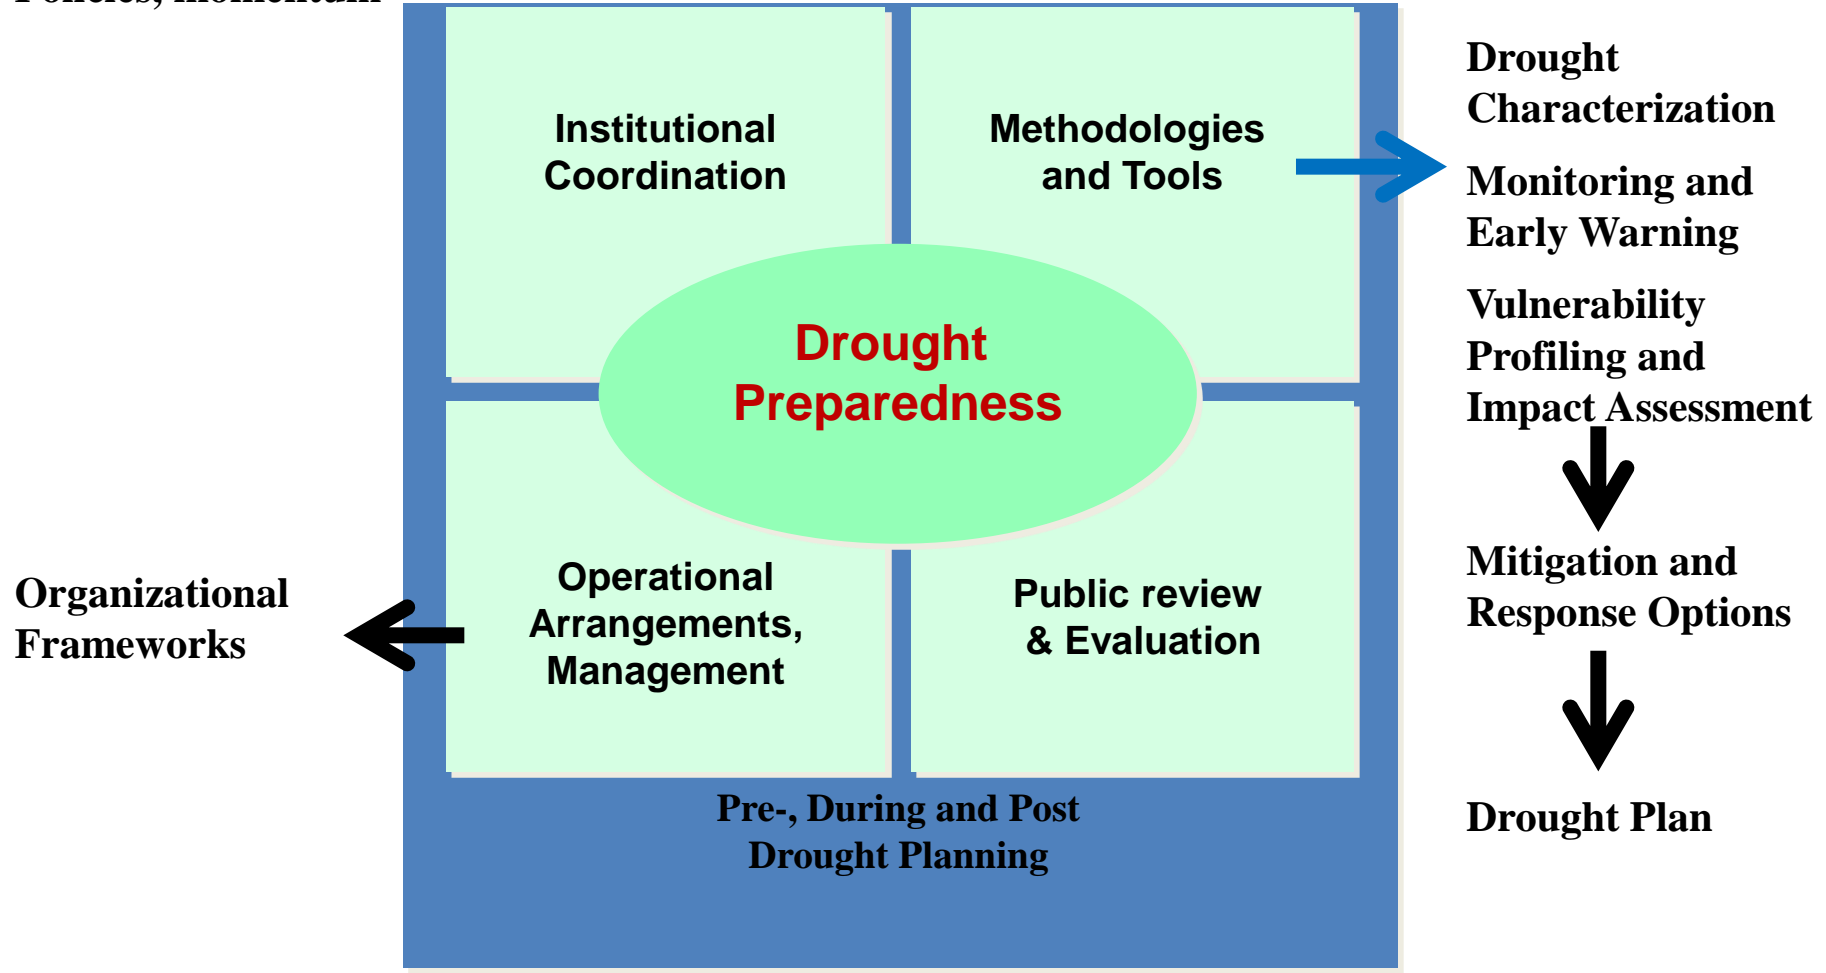 Policies, momentum
Institutional
Coordination
Methodologies
and Tools
Drought
Characterization
Monitoring and
Early Warning
Vulnerability
Profiling and
Impact Assessment
Drought
Preparedness
Organizational
Frameworks
Operational
Arrangements,
Management
Public review
& Evaluation
Mitigation and
Response Options
Pre-, During and Post
Drought Planning
Drought Plan